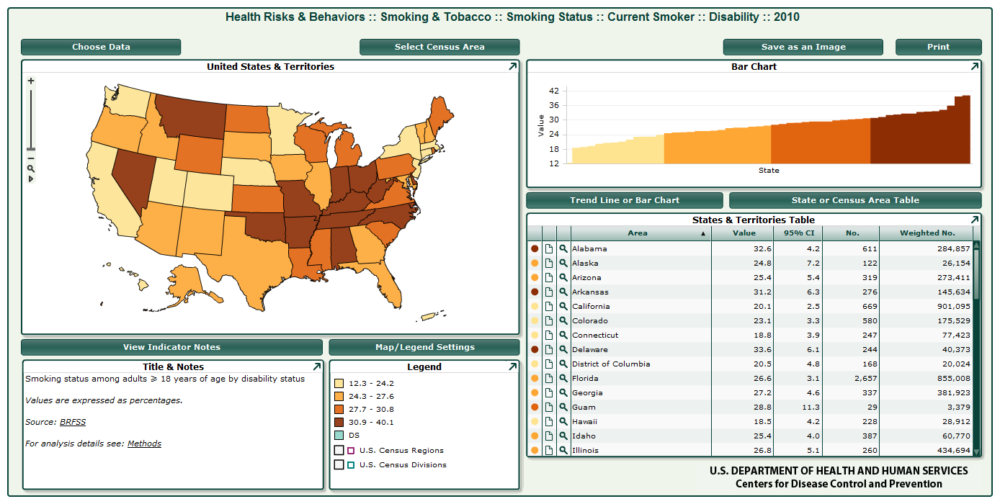 Health Risks & Behaviors :: Smoking & Tobacco :: Smoking Status :: Current Smoker :: Disability :: 2010
Choose Data
Select Census Area
Save as an Image
Print
United States & Territories
Bar Chart
42
36
30
24
18
12
Value
State
Trend Line or Bar Chart
State or Census Area Table
States & Territories Table
Area ▲ Value 95% CI No. Weighted No.
Alabama 32.6 4.2 611 284,857
Alaska 24.8 7.2 122 26,154
Arizona 25.4 5.4 319 273,411
Arkansas 31.2 6.3 276 145,634
California 20.1 2.5 669 901,095
Colorado 23.1 3.3 580 175,529
Connecticut 18.8 3.9 247 77,423
Delaware 33.6 6.1 244 40,373
District of Columbia 20.5 4.8 168 20,024
Florida 26.6 3.1 2,657 855,008
Georgia 27.2 4.6 337 381,923
Guam 28.8 11.3 29 3,379
Hawaii 18.5 4.2 228 28,912
Idaho 25.4 4.0 387 60,770
Illinois 26.8 5.1 260 434,694
View Indicator Notes
Map/Legend Settings
Title & Notes
Smoking status among adults ≥ 18 years of age by disability status
Values are expressed as percentages.
Source: BRFSS
For analysis details see: Methods
Legend
12.3 - 24.2
24.3 - 27.6
27.7 - 30.8
30.9 - 40.1
DS
U.S. Census Regions
U.S. Census Divisions
U.S. DEPARTMENT OF HEALTH AND HUMAN SERVICES
Centers for Disease Control and Prevention